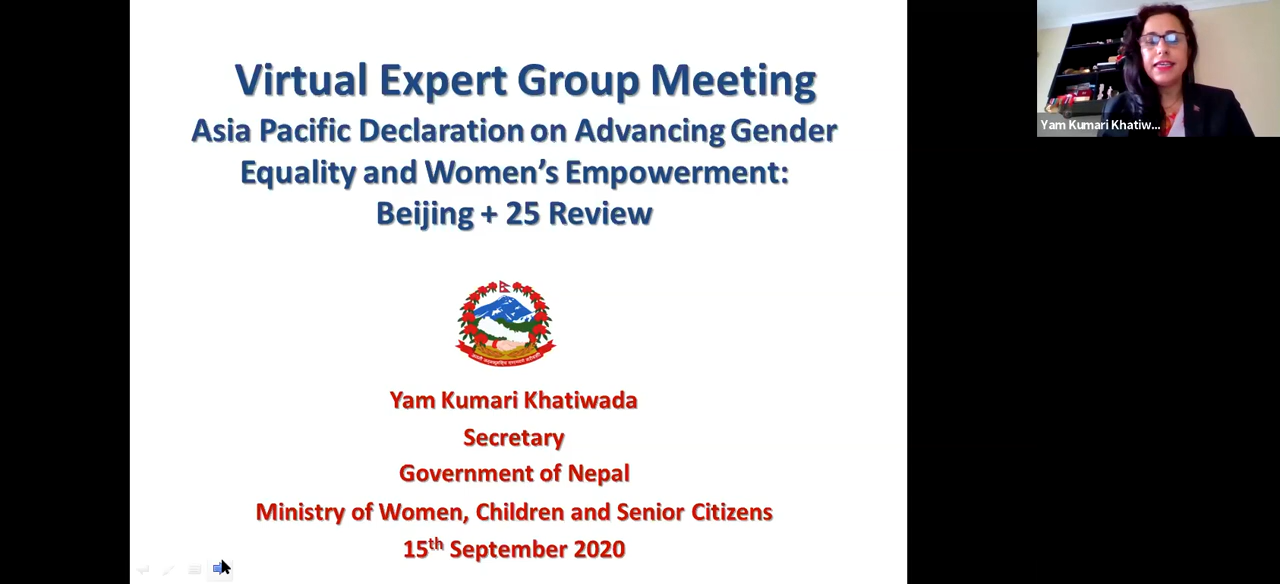 Virtual Expert Group Meeting
Asia Pacific Declaration on Advancing Gender
Equality and Women's Empowerment:
Beijing + 25 Review
Yam Kumari Khatiwada
Secretary
Government of Nepal
Ministry of Women, Children and Senior Citizens
15th September 2020
Yam Kumari Khatiw...